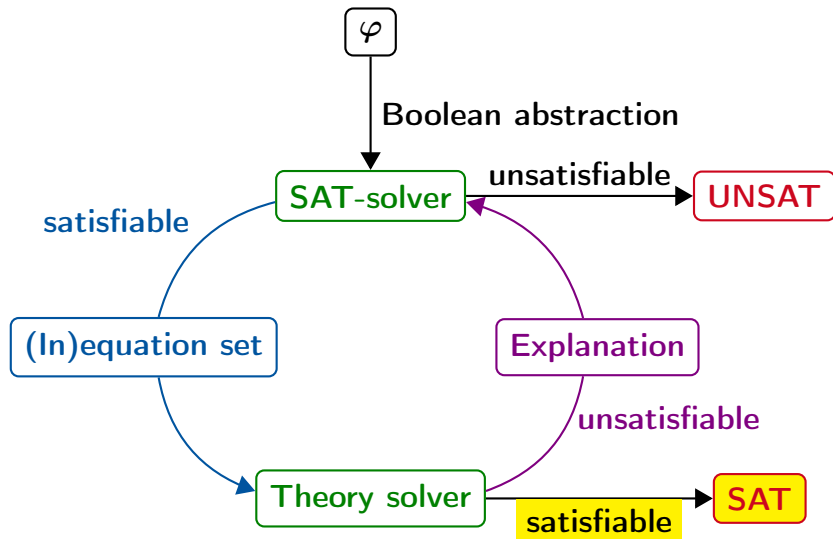 φ
Boolean abstraction
SAT-solver
unsatisfiable
UNSAT
satisfiable
(In)equation set
Explanation
unsatisfiable
Theory solver
satisfiable
SAT